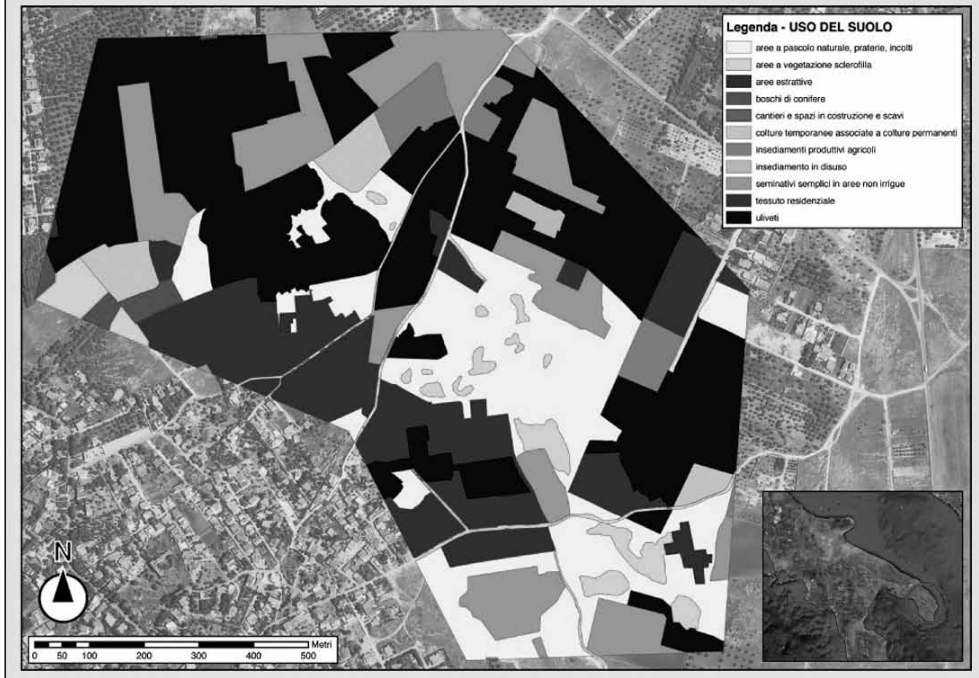 Legenda - USO DEL SUOLO
aree a pascolo naturale, praterie, incolti
aree a vegetazione sclerofilla
aree estrattive
boschi di conifere
cantieri e spazi in costruzione e scavi
colture temporanee associate a colture permanenti
insediamenti produttivi agricoli
insediamento in disuso
seminativi semplici in aree non irrigue
tessuto residenziale
uliveti
N
Metri
0 50 100 200 300 400 500